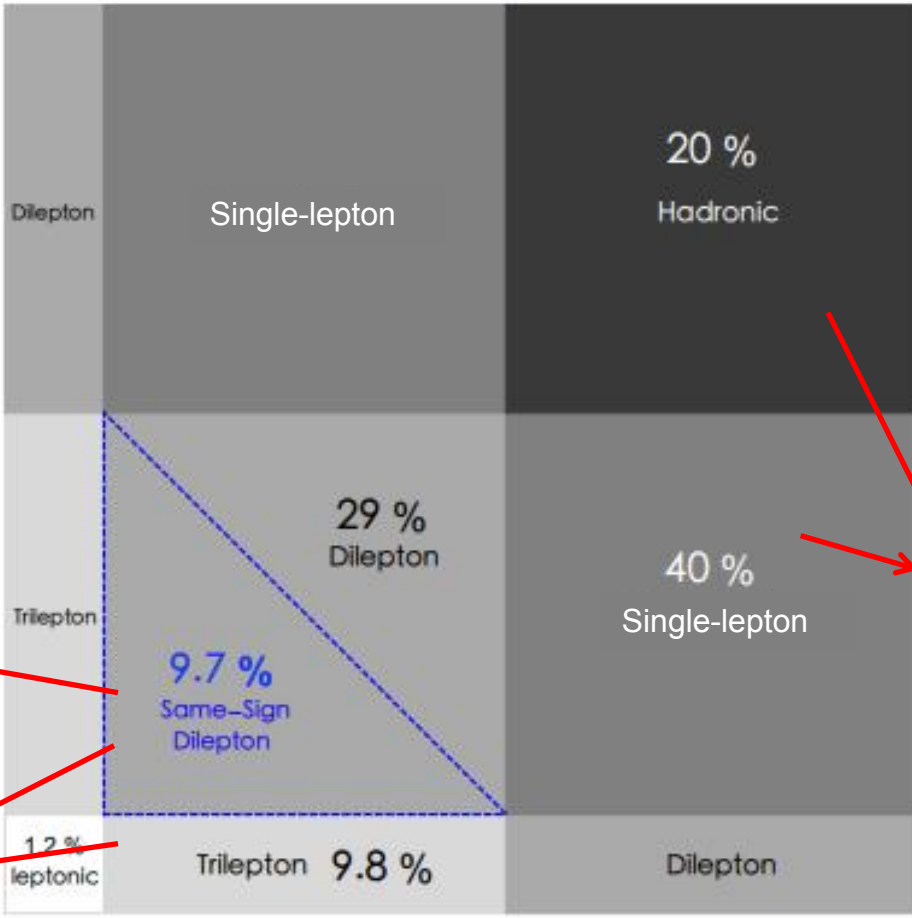 20 %
Dilepton
Single-lepton
Hadronic
29 %
Dilepton
40 %
Trilepton
Single-lepton
9.7 %
Same-Sign
Dilepton
1.2 %
leptonic
Trilepton 9.8 %
Dilepton